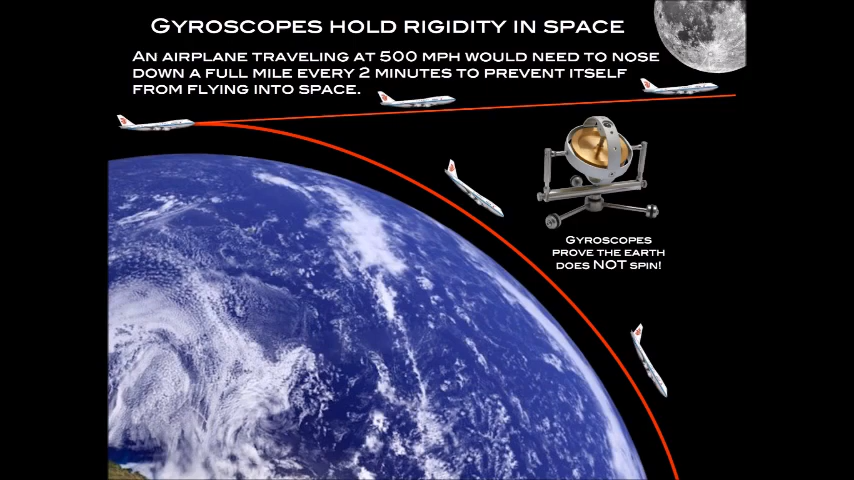 Gyroscopes hold rigidity in space
An airplane traveling at 500 mph would need to nose
down a full mile every 2 minutes to prevent itself
from flying into space.
Gyroscopes
prove the earth
does NOT spin!